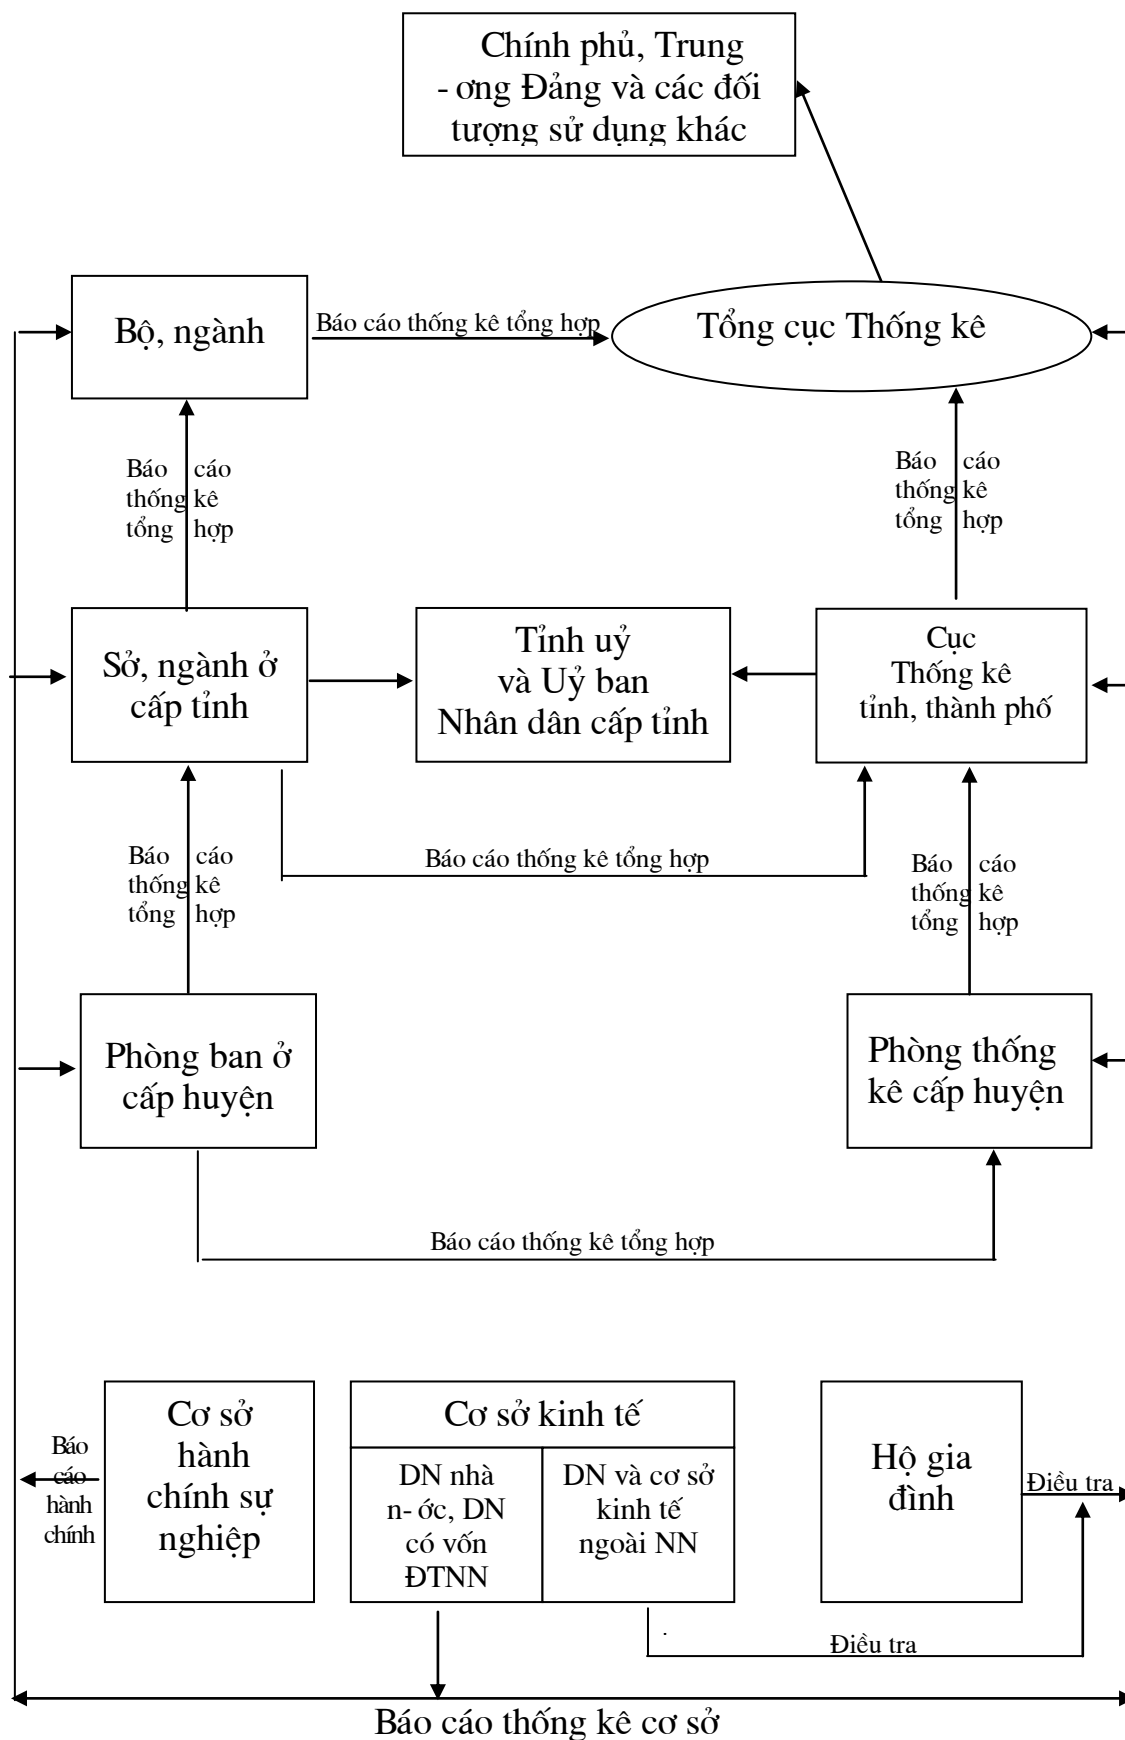 Chính phủ, Trung
- ơng Đảng và các đối
tượng sử dụng khác
Bộ, ngành
Báo cáo thống kê tổng hợp
Tổng cục Thống kê
Báo cáo
thống kê
tổng hợp
Báo cáo
thống kê
tổng hợp
Sở, ngành ở
cấp tỉnh
Tỉnh uỷ
và Uỷ ban
Nhân dân cấp tỉnh
Cục
Thống kê
tỉnh, thành phố
Báo cáo
thống kê
tổng hợp
Báo cáo thống kê tổng hợp
Báo cáo
thống kê
tổng hợp
Phòng ban ở
cấp huyện
Phòng thống
kê cấp huyện
Báo cáo thống kê tổng hợp
Báo
cáo
hành
chính
Cơ sở
hành
chính sự
nghiệp
Cơ sở kinh tế
DN nhà
n- ớc, DN
có vốn
ĐTNN
DN và cơ sở
kinh tế
ngoài NN
Hộ gia
đình
Điều tra
.
Điều tra
Báo cáo thống kê cơ sở